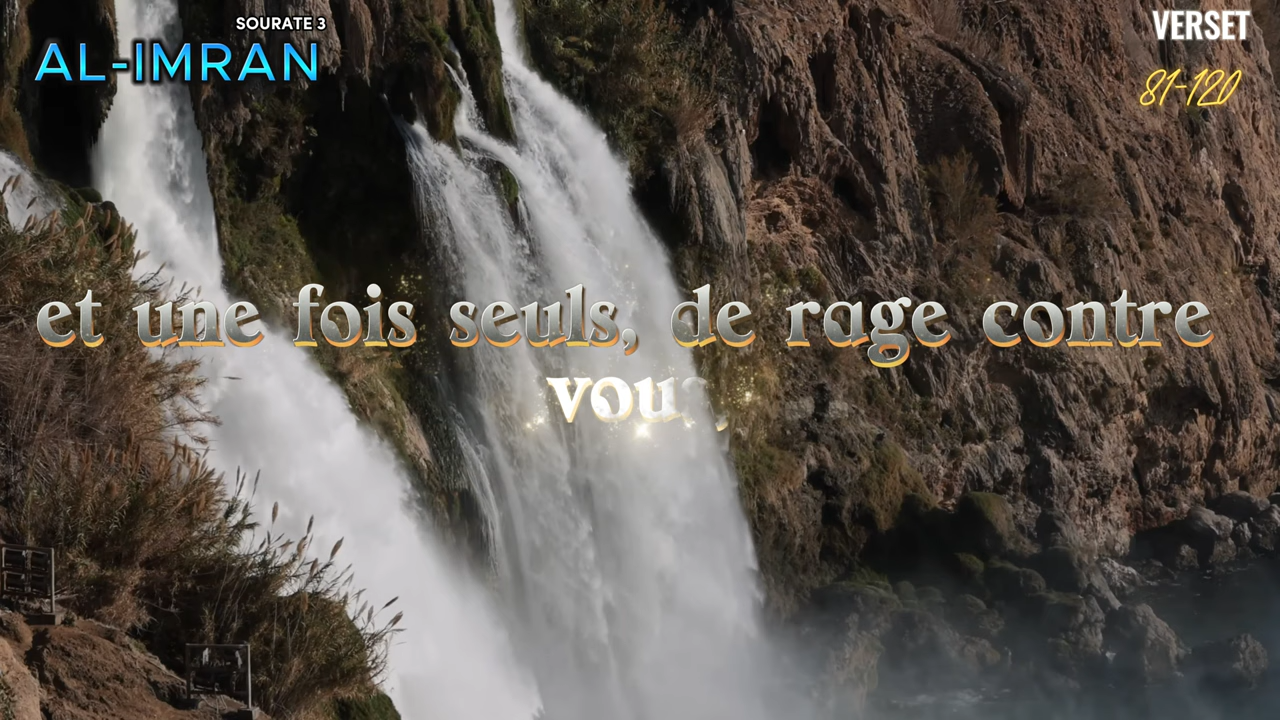 SOURATE 3
AL-IMRAN
VERSET
81-120
et une fois seuls, de rage contre
vous,